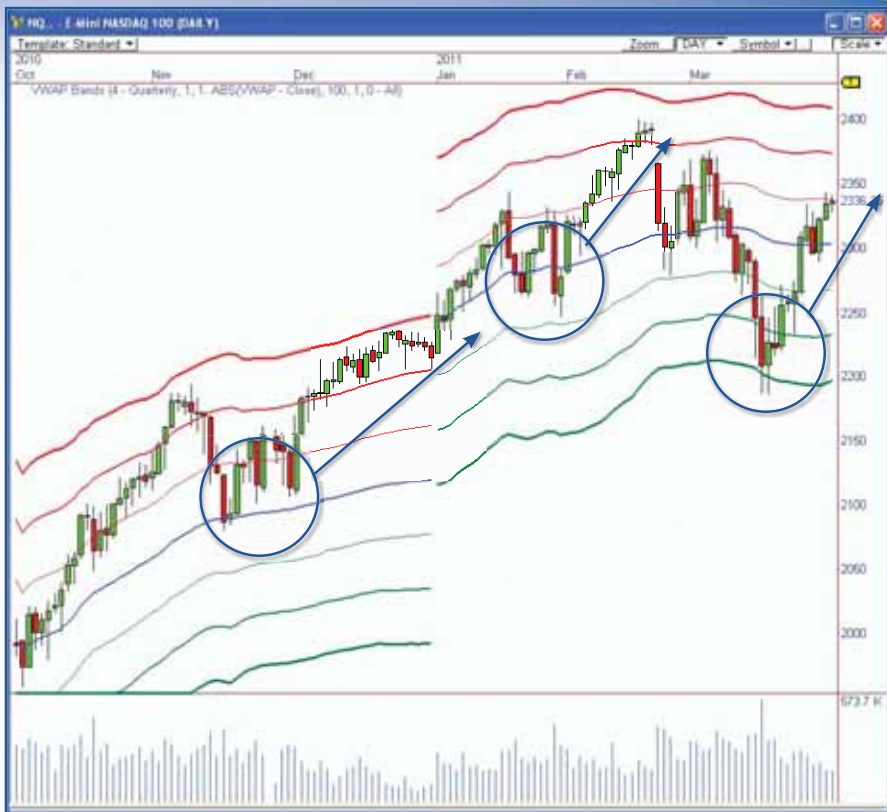 NQ... - E-Mini NASDAQ 100 (DAILY)
Template: Standard Zoom DAY Symbol Scale
2010 2011
Oct Nov Dec Jan Feb Mar
VWAP Bands (4 - Quarterly, 1, 1. ABS(VWAP - Close), 100, 1, 0 - All)
2400
2350
2336
2300
2250
2200
2150
2100
2050
2000
573.7 K